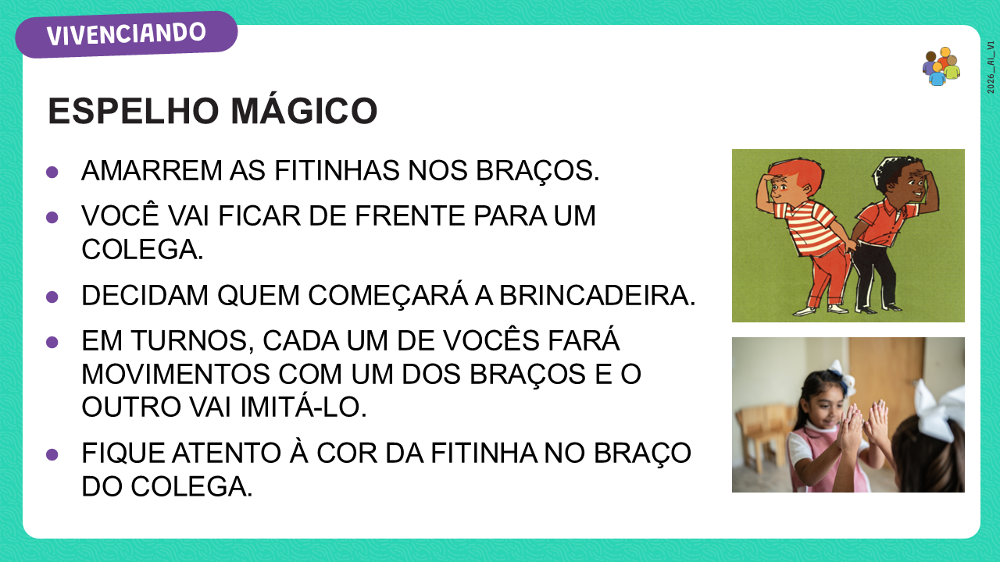 VIVENCIANDO
2026_AI_V1
ESPELHO MÁGICO
● AMARREM AS FITINHAS NOS BRAÇOS.
● VOCÊ VAI FICAR DE FRENTE PARA UM
COLEGA.
● DECIDAM QUEM COMEÇARÁ A BRINCADEIRA.
● EM TURNOS, CADA UM DE VOCÊS FARÁ
MOVIMENTOS COM UM DOS BRAÇOS E O
OUTRO VAI IMITÁ-LO.
● FIQUE ATENTO À COR DA FITINHA NO BRAÇO
DO COLEGA.